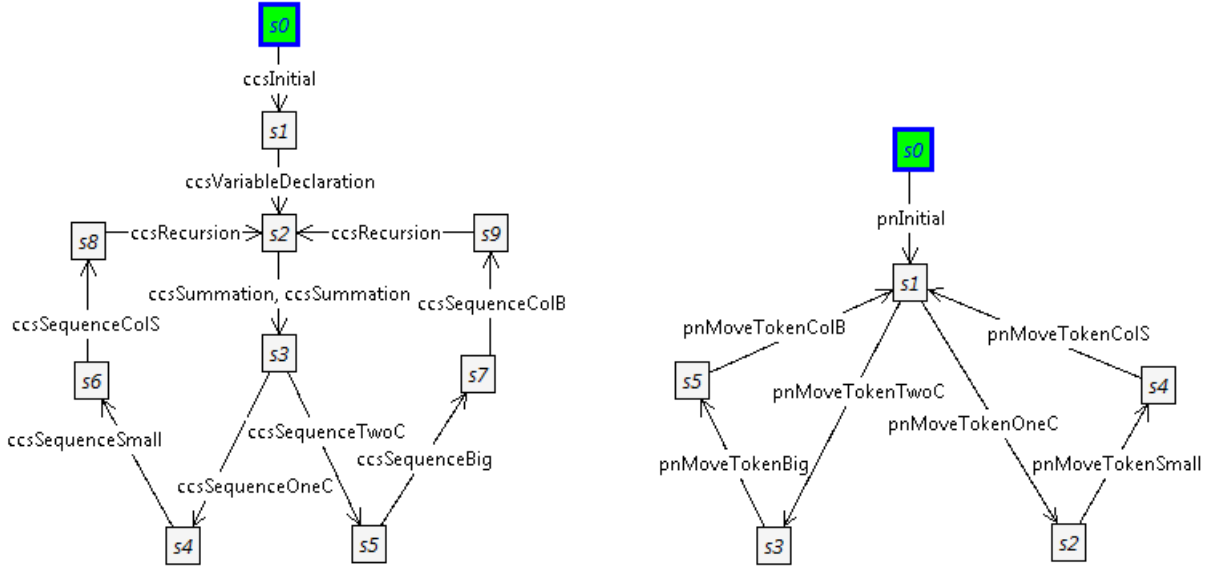 s0
ccsInitial
s1
ccsVariableDeclaration
s8
ccsRecursion
s2
ccsRecursion
s9
ccsSummation, ccsSummation
ccsSequenceColB
ccsSequenceColS
s3
s6
s7
ccsSequenceTwoC
ccsSequenceSmall
ccsSequenceBig
ccsSequenceOneC
s4
s5
s0
pnInitial
s1
pnMoveTokenColB
pnMoveTokenColS
s5
s4
pnMoveTokenTwoC
pnMoveTokenOneC
pnMoveTokenBig
pnMoveTokenSmall
s3
s2